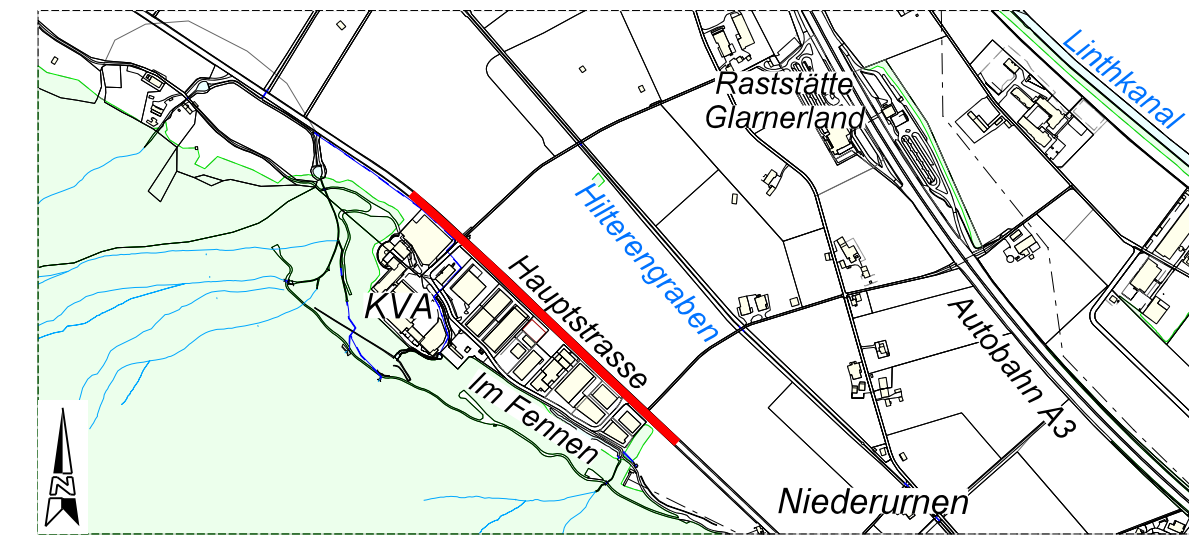 Linthkanal
Raststätte
Glarnerland
Hilterengraben
Hauptstrasse
KVA
Autobahn A3
Im Fennen
Niederurnen
N